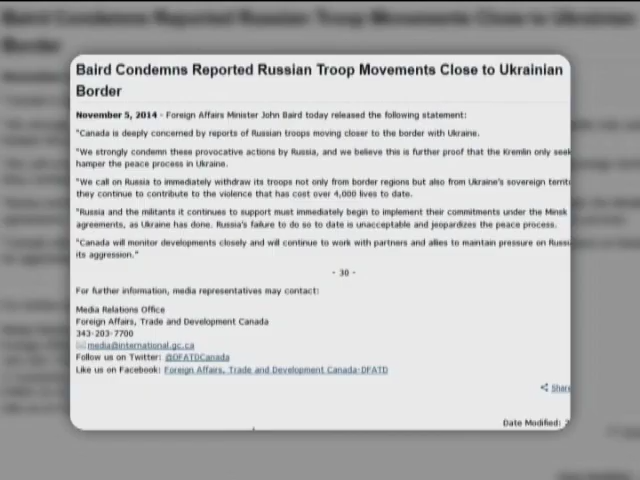 Baird Condemns Reported Russian Troop Movements Close to Ukrainian
Border
November 5, 2014 - Foreign Affairs Minister John Baird today released the following statement:
"Canada is deeply concerned by reports of Russian troops moving closer to the border with Ukraine.
"We strongly condemn these provocative actions by Russia, and we believe this is further proof that the Kremlin only seek
hamper the peace process in Ukraine.
"We call on Russia to immediately withdraw its troops not only from border regions but also from Ukraine's sovereign territ
they continue to contribute to the violence that has cost over 4,000 lives to date.
"Russia and the militants it continues to support must immediately begin to implement their commitments under the Minsk
agreements, as Ukraine has done. Russia's failure to do so to date is unacceptable and jeopardizes the peace process.
"Canada will monitor developments closely and will continue to work with partners and allies to maintain pressure on Russi
its aggression."
- 30 -
For further information, media representatives may contact:
Media Relations Office
Foreign Affairs, Trade and Development Canada
343-203-7700
media@international.gc.ca
Follow us on Twitter: @DFATDCanada
Like us on Facebook: Foreign Affairs, Trade and Development Canada-DFATD
Share
Date Modified: 2